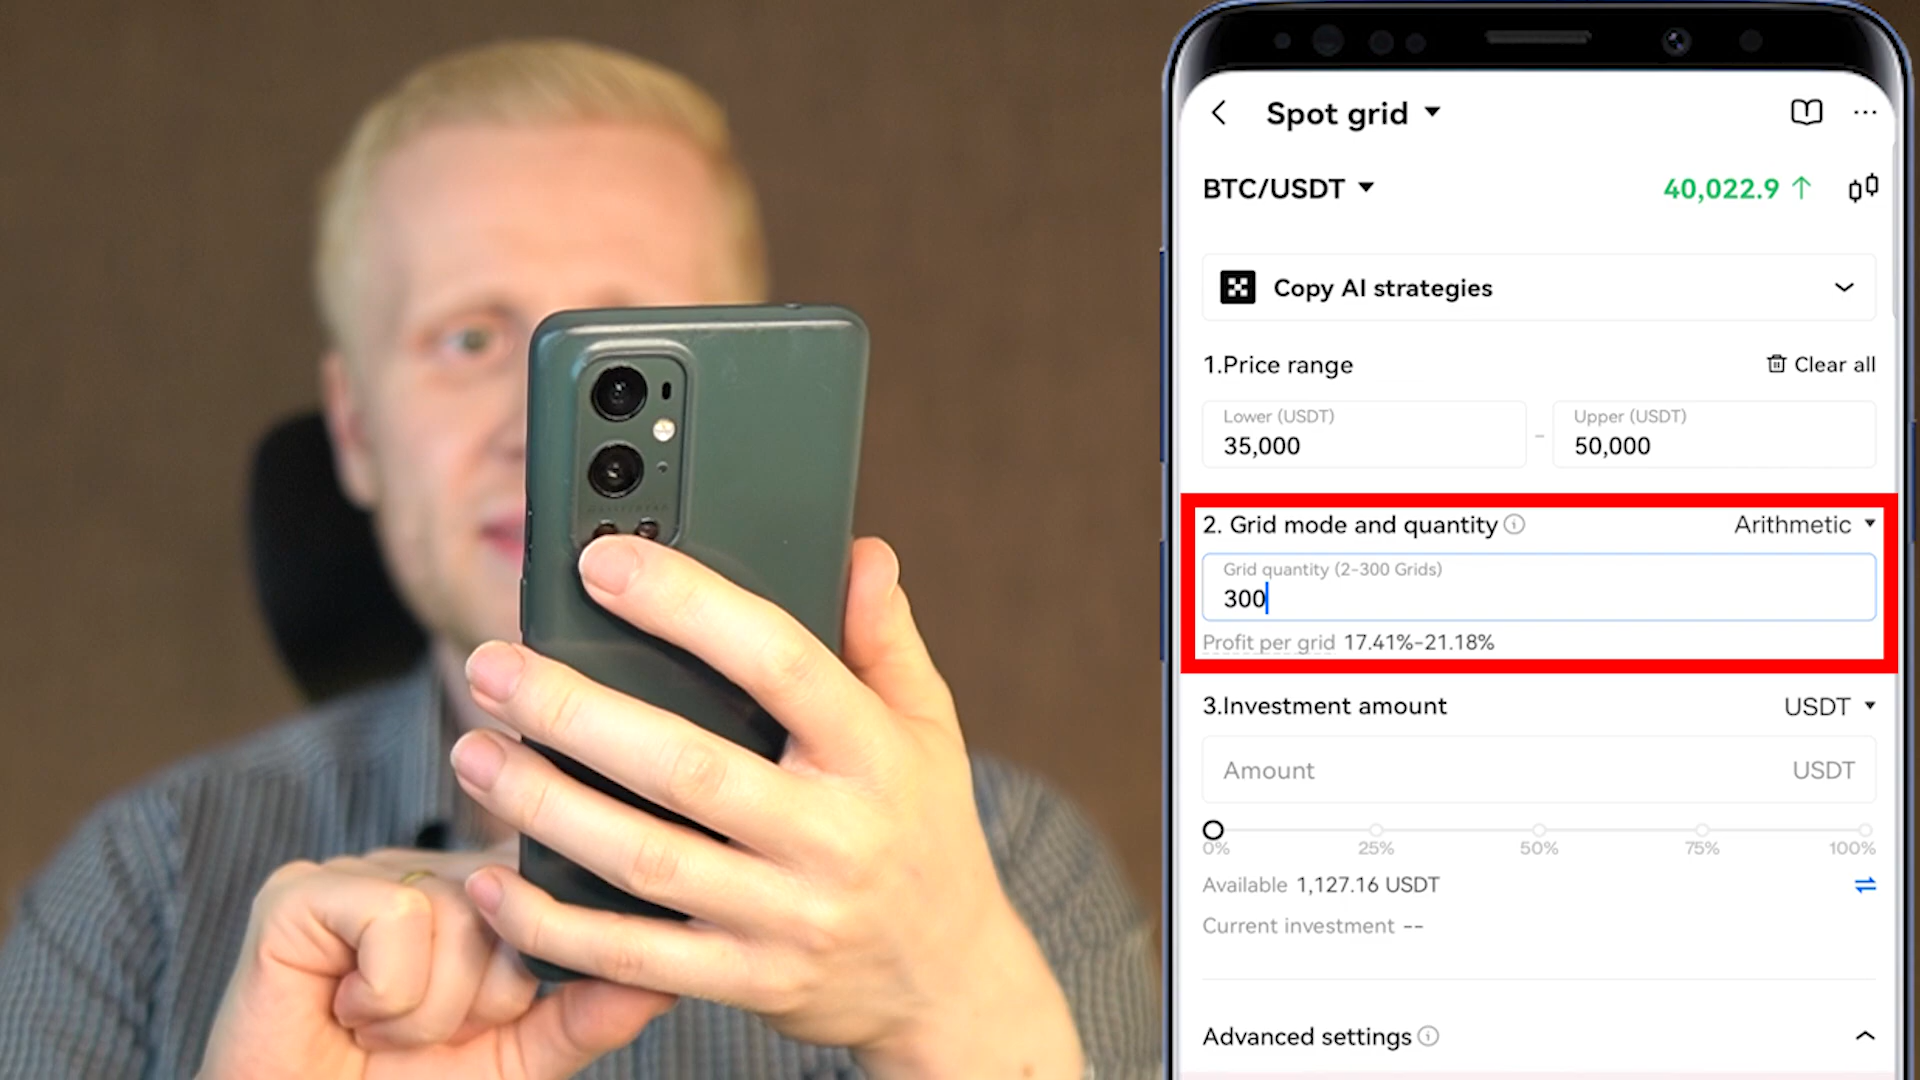 Spot grid
BTC/USDT 40,022.9 ↑
Copy AI strategies
1.Price range Clear all
Lower (USDT) Upper (USDT)
35,000 - 50,000
2. Grid mode and quantity Arithmetic
Grid quantity (2-300 Grids)
300
Profit per grid 17.41%-21.18%
3.Investment amount USDT
Amount USDT
0% 25% 50% 75% 100%
Available 1,127.16 USDT
Current investment --
Advanced settings